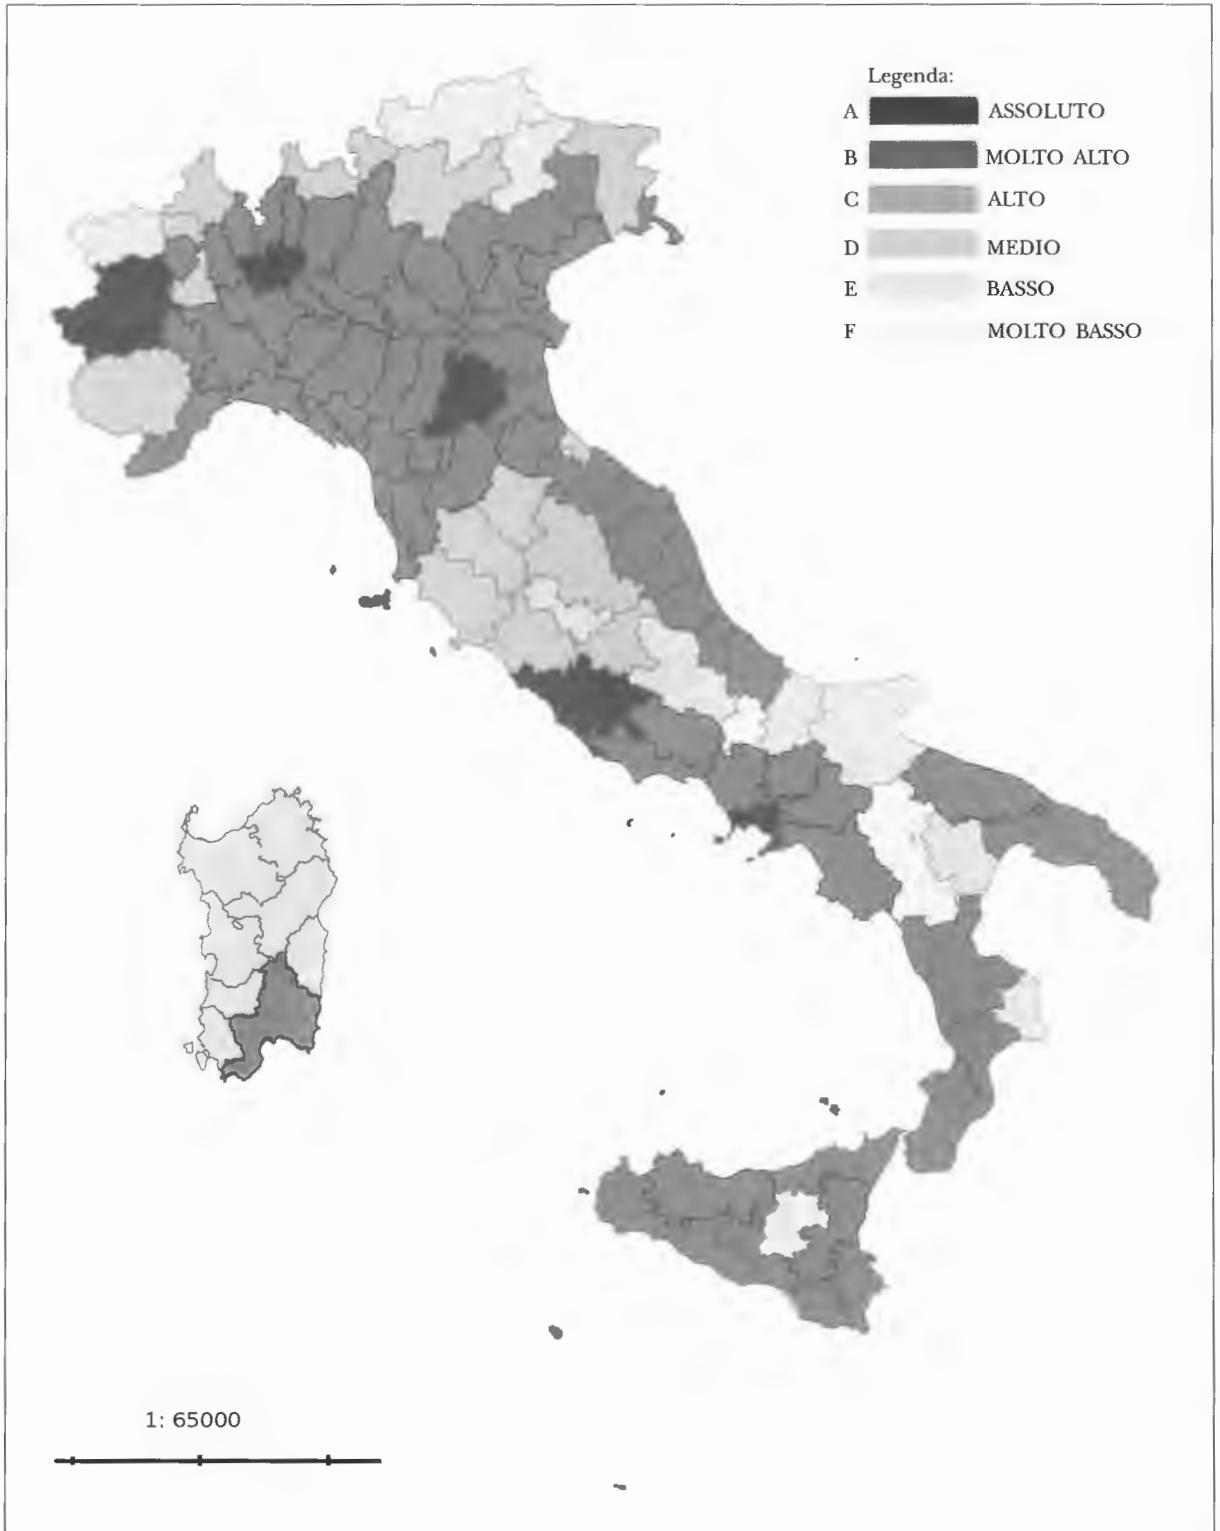 Legenda:
A ASSOLUTO
B MOLTO ALTO
C ALTO
D MEDIO
E BASSO
F MOLTO BASSO
1: 65000